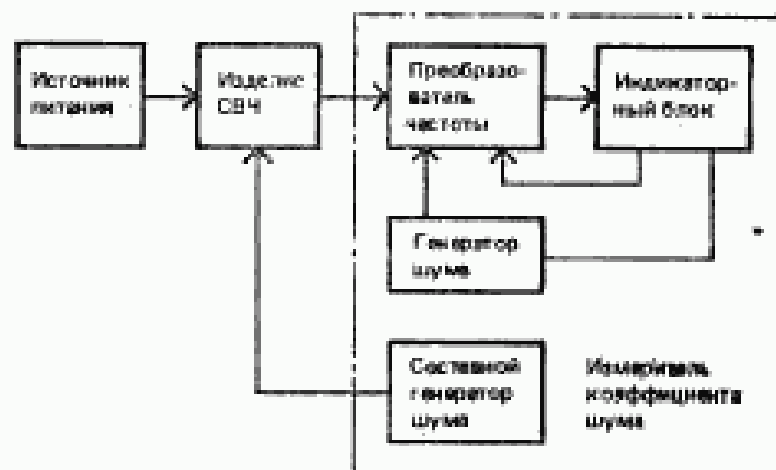 Источник
питания
Изделие
СВЧ
Преобразо-
ватель
частоты
Индикатор-
ный блок
Генератор
шума
Составной
генератор
шума
Измеритель
коэффициента
шума